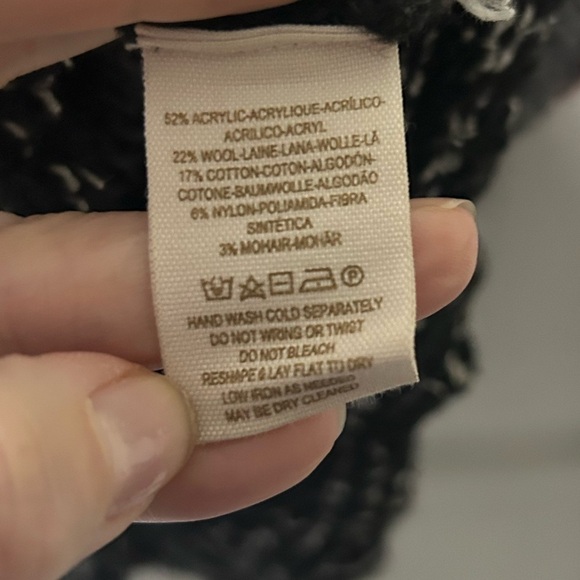 52% ACRYLIC-ACRYLIQUE-ACRÍLICO-
ACRILICO-ACRYL
22% WOOL-LAINE-LANA-WOLLE-LÃ
17% COTTON-COTON-ALGODÓN-
COTONE-BAUMWOLLE-ALGODÃO
6% NYLON-POLIAMIDA-FIBRA
SINTÉTICA
3% MOHAIR-MOHĂR
P
HAND WASH COLD SEPARATELY
DO NOT WRING OR TWIST
DO NOT BLEACH
RESHAPE & LAY FLAT TO DRY
LOW IRON AS NEEDED
MAY BE DRY CLEANED